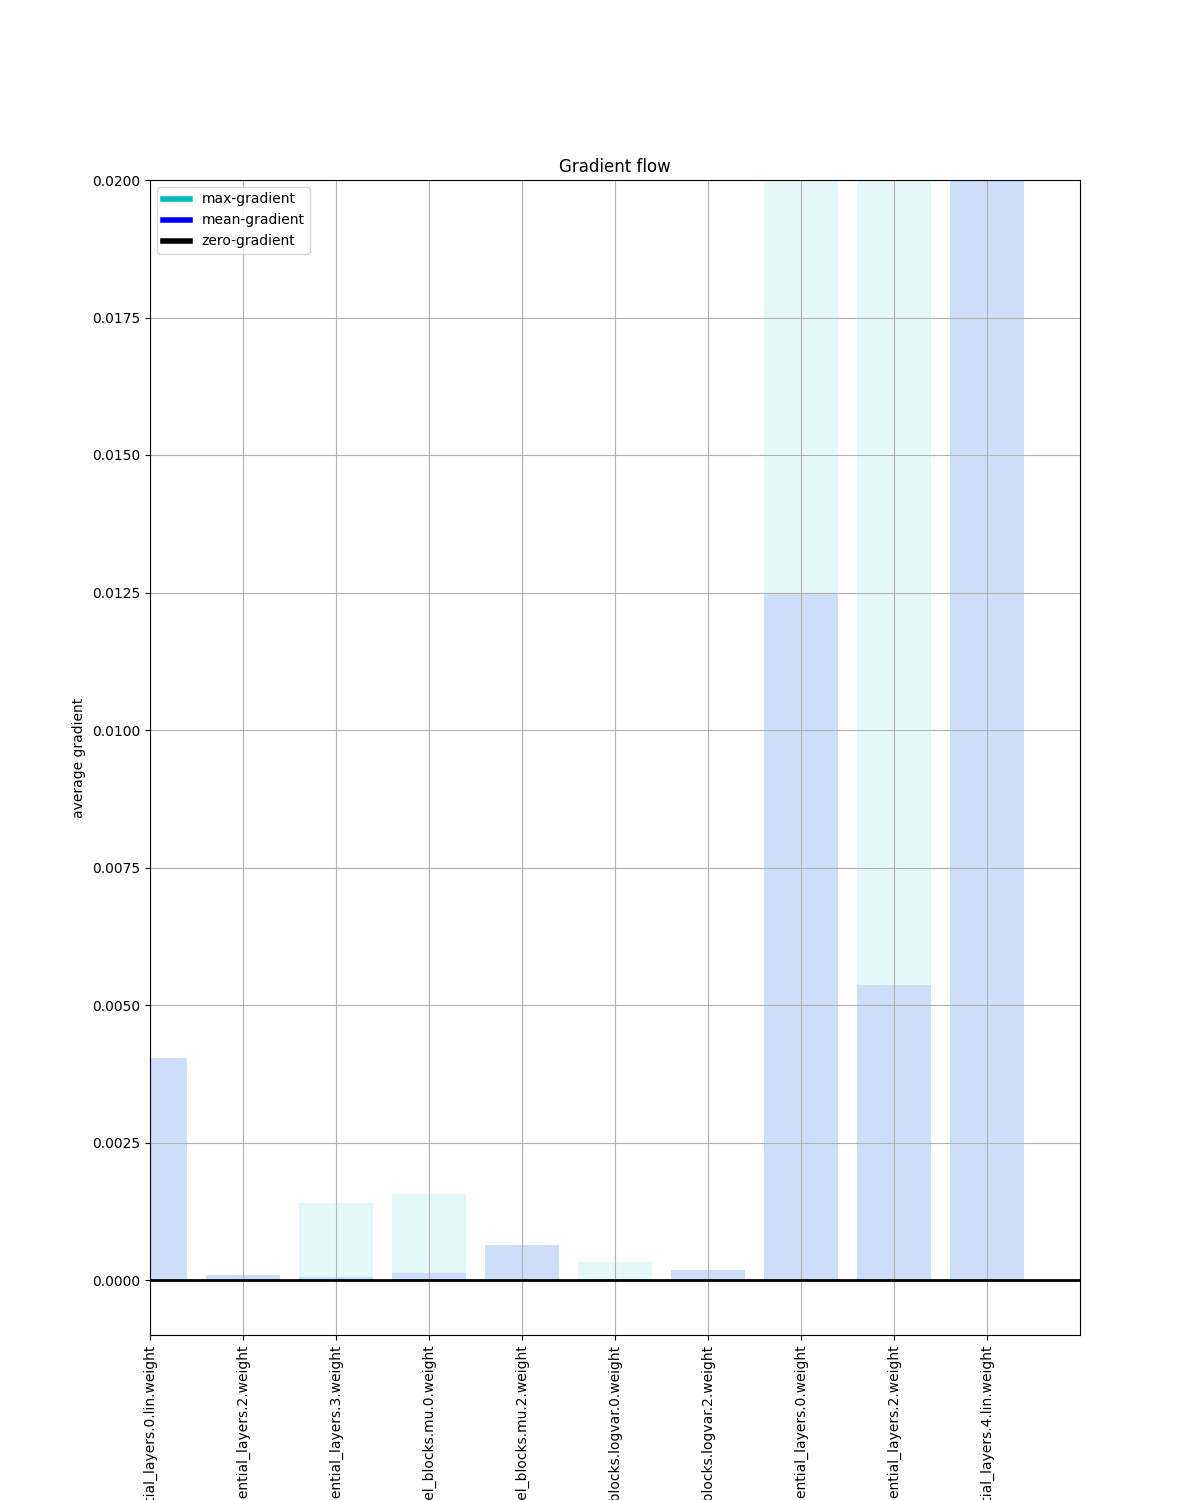 Gradient flow
max-gradient
mean-gradient
zero-gradient
0.0200
0.0175
0.0150
0.0125
0.0100
0.0075
0.0050
0.0025
0.0000
average gradient
tial_layers.0.lin.weight
ential_layers.2.weight
ential_layers.3.weight
el_blocks.mu.0.weight
el_blocks.mu.2.weight
blocks.logvar.0.weight
blocks.logvar.2.weight
ential_layers.0.weight
ential_layers.2.weight
tial_layers.4.lin.weight